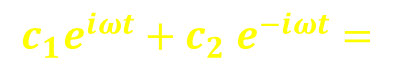 c₁e^{iωt} + c₂ e^{−iωt} =